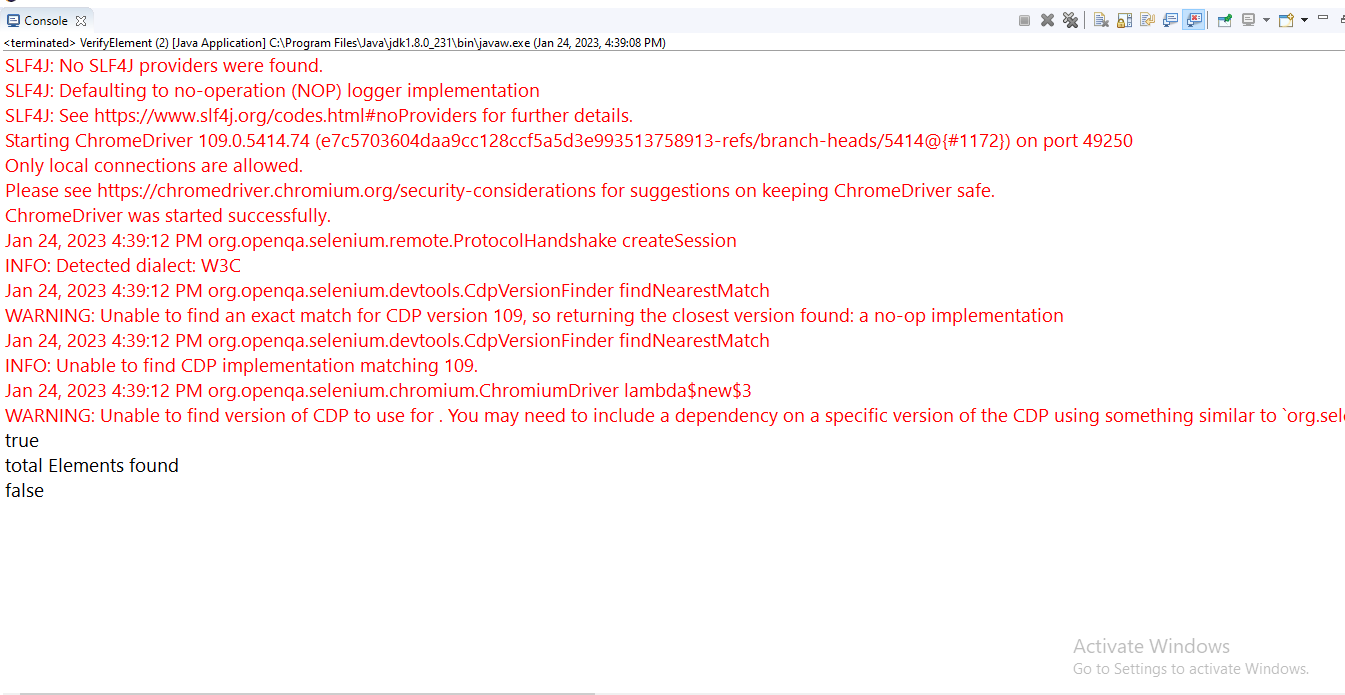 Console
<terminated> VerifyElement (2) [Java Application] C:\Program Files\Java\jdk1.8.0_231\bin\javaw.exe (Jan 24, 2023, 4:39:08 PM)
SLF4J: No SLF4J providers were found.
SLF4J: Defaulting to no-operation (NOP) logger implementation
SLF4J: See https://www.slf4j.org/codes.html#noProviders for further details.
Starting ChromeDriver 109.0.5414.74 (e7c5703604daa9cc128ccf5a5d3e993513758913-refs/branch-heads/5414@{#1172}) on port 49250
Only local connections are allowed.
Please see https://chromedriver.chromium.org/security-considerations for suggestions on keeping ChromeDriver safe.
ChromeDriver was started successfully.
Jan 24, 2023 4:39:12 PM org.openqa.selenium.remote.ProtocolHandshake createSession
INFO: Detected dialect: W3C
Jan 24, 2023 4:39:12 PM org.openqa.selenium.devtools.CdpVersionFinder findNearestMatch
WARNING: Unable to find an exact match for CDP version 109, so returning the closest version found: a no-op implementation
Jan 24, 2023 4:39:12 PM org.openqa.selenium.devtools.CdpVersionFinder findNearestMatch
INFO: Unable to find CDP implementation matching 109.
Jan 24, 2023 4:39:12 PM org.openqa.selenium.chromium.ChromiumDriver lambda$new$3
WARNING: Unable to find version of CDP to use for . You may need to include a dependency on a specific version of the CDP using something similar to `org.sele
true
total Elements found
false
Activate Windows
Go to Settings to activate Windows.